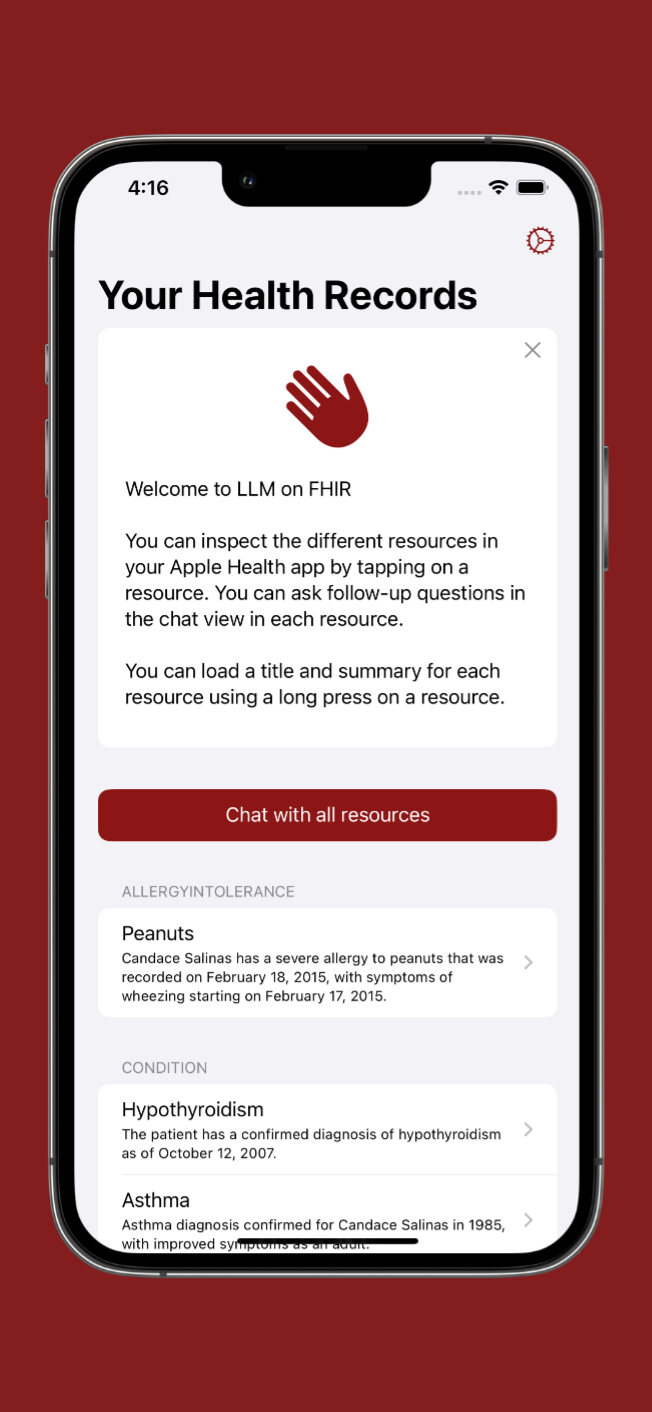 4:16
Your Health Records
Welcome to LLM on FHIR
You can inspect the different resources in
your Apple Health app by tapping on a
resource. You can ask follow-up questions in
the chat view in each resource.
You can load a title and summary for each
resource using a long press on a resource.
Chat with all resources
ALLERGYINTOLERANCE
Peanuts
Candace Salinas has a severe allergy to peanuts that was
recorded on February 18, 2015, with symptoms of
wheezing starting on February 17, 2015.
CONDITION
Hypothyroidism
The patient has a confirmed diagnosis of hypothyroidism
as of October 12, 2007.
Asthma
Asthma diagnosis confirmed for Candace Salinas in 1985,
with improved symptoms as an adult.